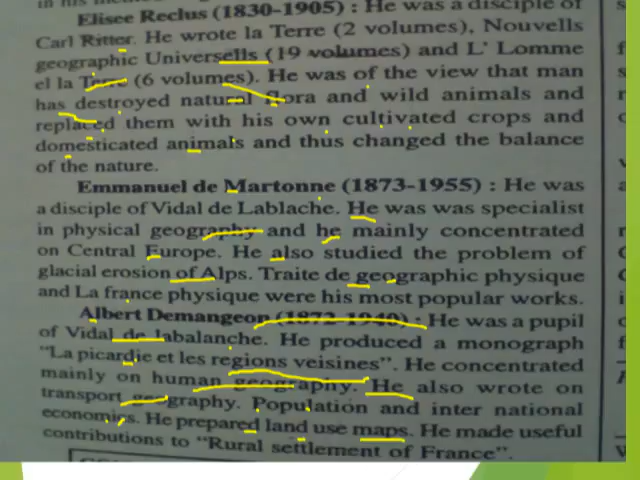 Elisee Reclus (1830-1905) : He was a disciple of
Carl Ritter. He wrote la Terre (2 volumes), Nouvells
geographic Universells (19 volumes) and L' Lomme
el la Terre (6 volumes). He was of the view that man
has destroyed natural flora and wild animals and
replaced them with his own cultivated crops and
domesticated animals and thus changed the balance
of the nature.
Emmanuel de Martonne (1873-1955) : He was
a disciple of Vidal de Lablache. He was was specialist
in physical geography and he mainly concentrated
on Central Europe. He also studied the problem of
glacial erosion of Alps. Traite de geographic physique
and La france physique were his most popular works.
Albert Demangeon (1872-1940) : He was a pupil
of Vidal de labalanche. He produced a monograph
"La picardie et les regions veisines". He concentrated
mainly on human geography. He also wrote on
transport geography. Population and inter national
economics. He prepared land use maps. He made useful
contributions to "Rural settlement of France".